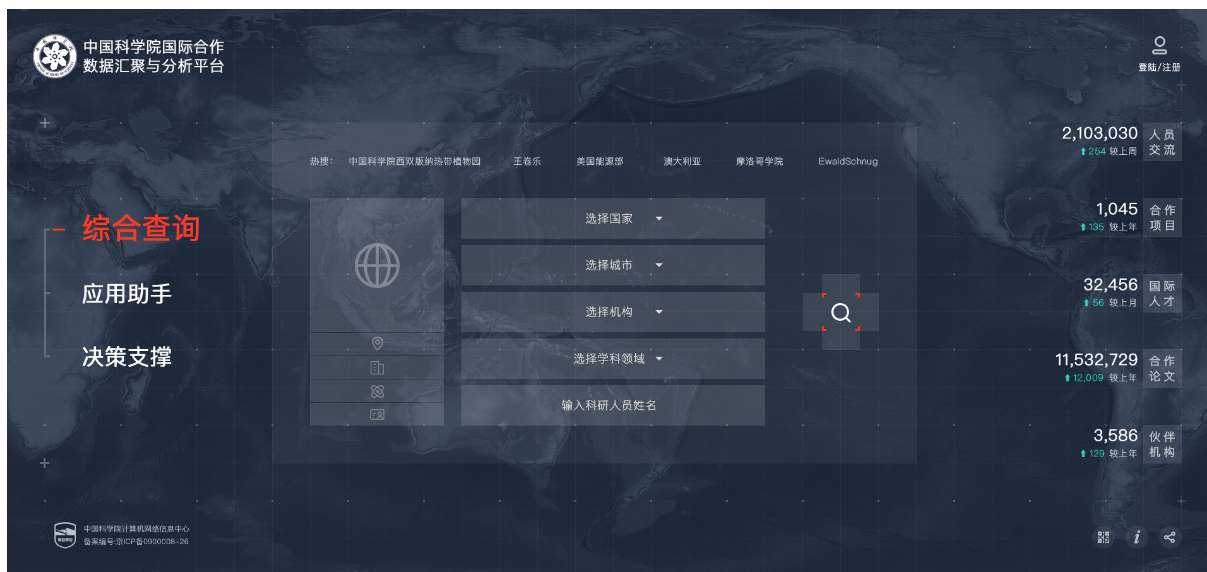 中国科学院国际合作
数据汇聚与分析平台
登陆/注册
热搜: 中国科学院西双版纳热带植物园 王卷乐 美国能源部 澳大利亚 摩洛哥学院 EwaldSchnug
综合查询
应用助手
决策支撑
选择国家
选择城市
选择机构
选择学科领域
输入科研人员姓名
2,103,030 人员
264 较上周 交流
1,045 合作
135 较上年 项目
32,456 国际
56 较上月 人才
11,532,729 合作
12,009 较上年 论文
3,586 伙伴
129 较上年 机构
中国科学院计算机网络信息中心
备案编号:京ICP备0900008-26